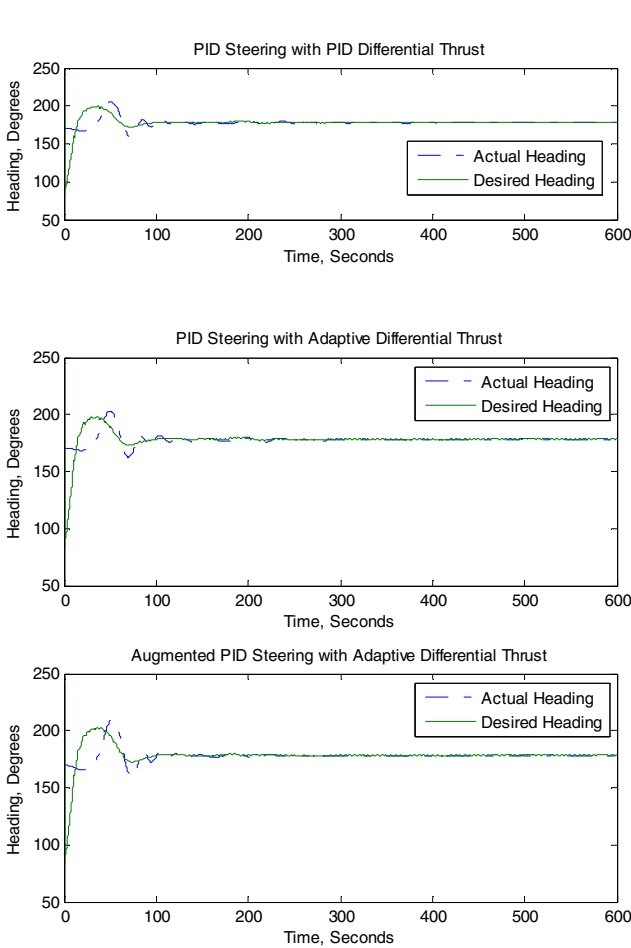 PID Steering with PID Differential Thrust
250
200
150
100
50
Heading, Degrees
Actual Heading
Desired Heading
0 100 200 300 400 500 600
Time, Seconds
PID Steering with Adaptive Differential Thrust
250
200
150
100
50
Heading, Degrees
Actual Heading
Desired Heading
0 100 200 300 400 500 600
Time, Seconds
Augmented PID Steering with Adaptive Differential Thrust
250
200
150
100
50
Heading, Degrees
Actual Heading
Desired Heading
0 100 200 300 400 500 600
Time, Seconds